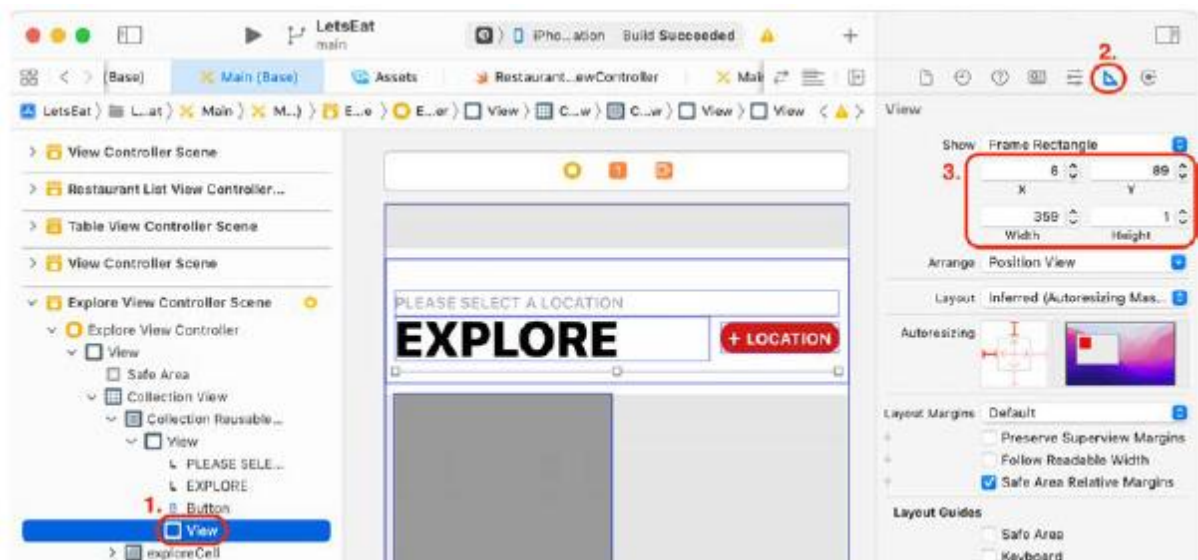 LetsEat
main
iPho...ation Build Succeeded
(Base)
Main (Base)
Assets
Restaurant...ewController
Mai
LetsEat
L...at
Main
M...)
E...e
E...er
View
C...w
C...w
View
View
View Controller Scene
Restaurant List View Controller...
Table View Controller Scene
View Controller Scene
Explore View Controller Scene
Explore View Controller
View
Safe Area
Collection View
Collection Reusable...
View
PLEASE SELE...
EXPLORE
1. B Button
View
exploreCell
1
PLEASE SELECT A LOCATION
EXPLORE
+ LOCATION
2.
View
Show Frame Rectangle
3. 6 89
X Y
359 1
Width Height
Arrange Position View
Layout Inferred (Autoresizing Mas...
Autoresizing
Layout Margins Default
Preserve Superview Margins
Follow Readable Width
Safe Area Relative Margins
Layout Guides
Safe Area
Keyboard